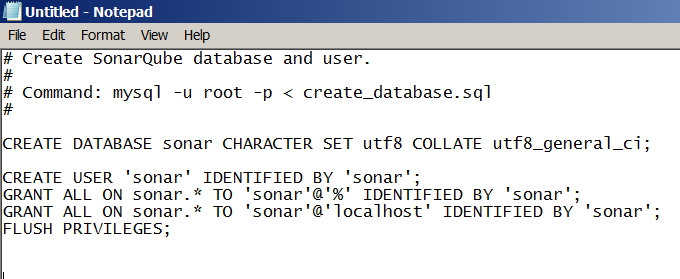 Untitled - Notepad
File Edit Format View Help
# Create SonarQube database and user.
#
# Command: mysql -u root -p < create_database.sql
#
CREATE DATABASE sonar CHARACTER SET utf8 COLLATE utf8_general_ci;
CREATE USER 'sonar' IDENTIFIED BY 'sonar';
GRANT ALL ON sonar.* TO 'sonar'@'%' IDENTIFIED BY 'sonar';
GRANT ALL ON sonar.* TO 'sonar'@'localhost' IDENTIFIED BY 'sonar';
FLUSH PRIVILEGES;